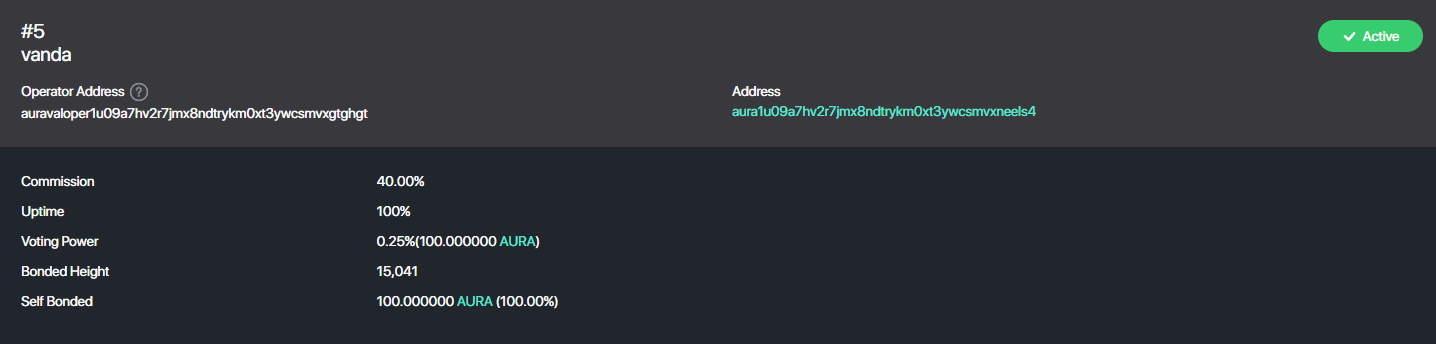 #5
vanda
Active
Operator Address ?
auravaloper1u09a7hv2r7jmx8ndtrykm0xt3ywcsmvxgtghgt
Address
aura1u09a7hv2r7jmx8ndtrykm0xt3ywcsmvxneels4
Commission 40.00%
Uptime 100%
Voting Power 0.25%(100.000000 AURA)
Bonded Height 15,041
Self Bonded 100.000000 AURA (100.00%)